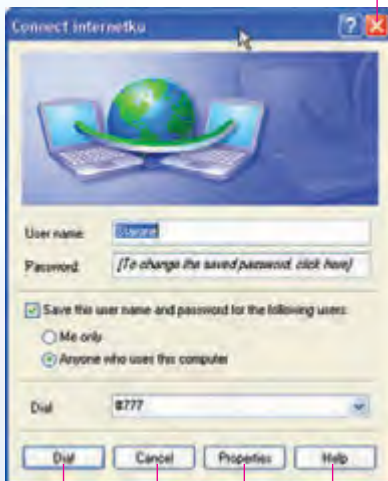 Connect internetku
User name:
Password: [To change the saved password, click here]
Save this user name and password for the following users:
Me only
Anyone who uses this computer
Dial: #777
Dial Cancel Properties Help